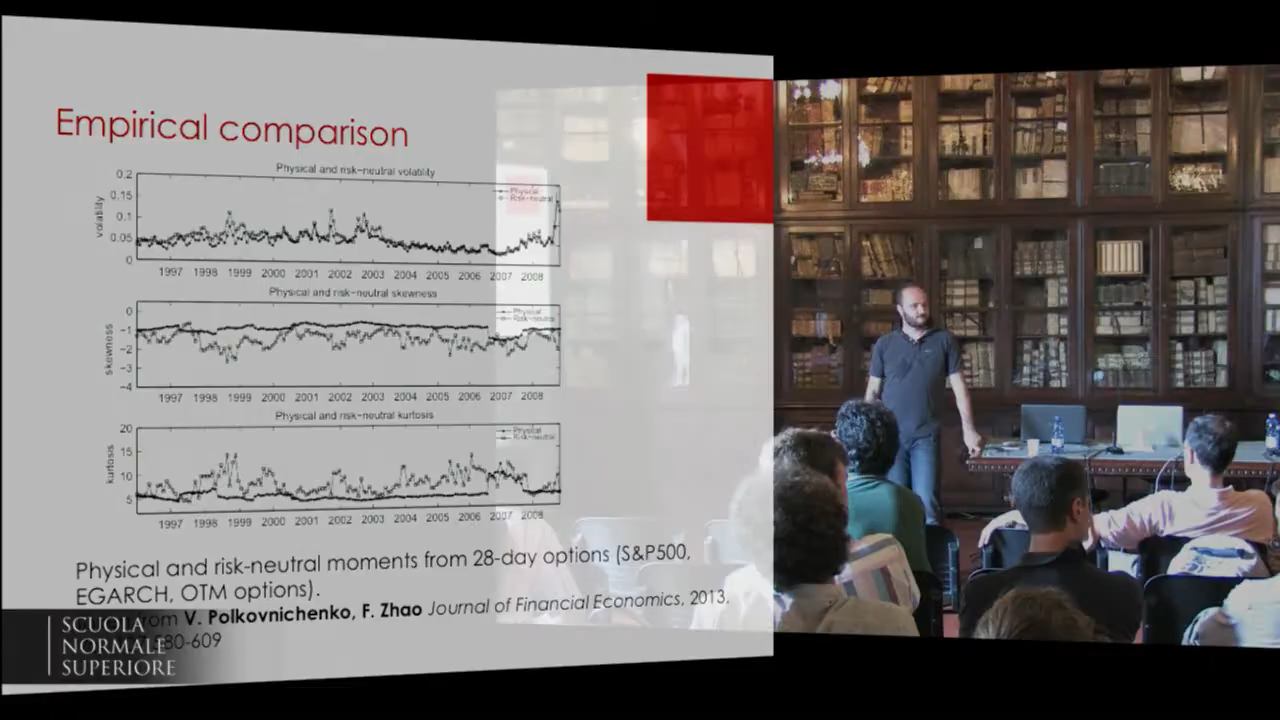 Empirical comparison
Physical and risk-neutral volatility
volatility
0.2
0.15
0.1
0.05
0
Physical
Risk-neutral
1997 1998 1999 2000 2001 2002 2003 2004 2005 2006 2007 2008
Physical and risk-neutral skewness
skewness
0
-1
-2
-3
-4
Physical
Risk-neutral
1997 1998 1999 2000 2001 2002 2003 2004 2005 2006 2007 2008
Physical and risk-neutral kurtosis
kurtosis
20
15
10
5
Physical
Risk-neutral
1997 1998 1999 2000 2001 2002 2003 2004 2005 2006 2007 2008
Physical and risk-neutral moments from 28-day options (S&P500,
EGARCH, OTM options).
V. Polkovnichenko, F. Zhao Journal of Financial Economics, 2013,
80-609
SCUOLA
NORMALE
SUPERIORE